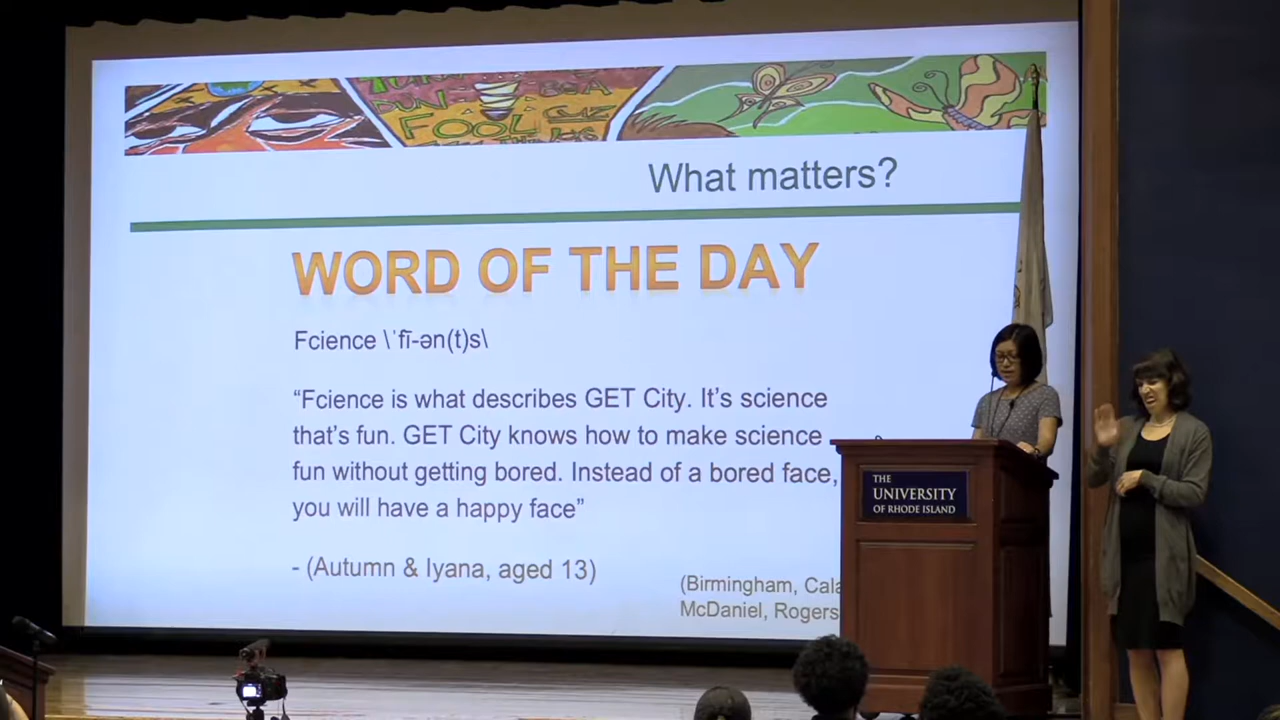 FOOL
What matters?
WORD OF THE DAY
Fcience \ˈfī-ən(t)s\
“Fcience is what describes GET City. It’s science
that’s fun. GET City knows how to make science
fun without getting bored. Instead of a bored face,
you will have a happy face”
- (Autumn & Iyana, aged 13)
(Birmingham,
McDaniel, Rogers
THE
UNIVERSITY
OF RHODE ISLAND